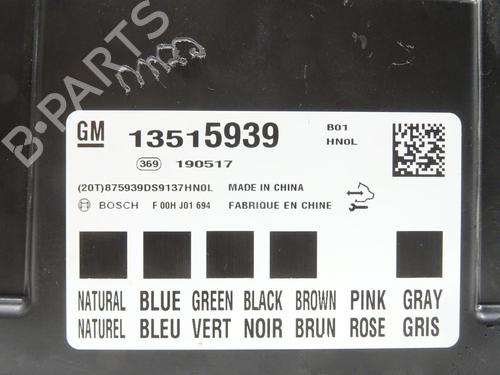 B-PARTS
GM 13515939 B01
HN0L
369 190517
(20T)875939DS9137HN0L MADE IN CHINA
BOSCH F 00H J01 694 FABRIQUE EN CHINE
NATURAL BLUE GREEN BLACK BROWN PINK GRAY
NATUREL BLEU VERT NOIR BRUN ROSE GRIS